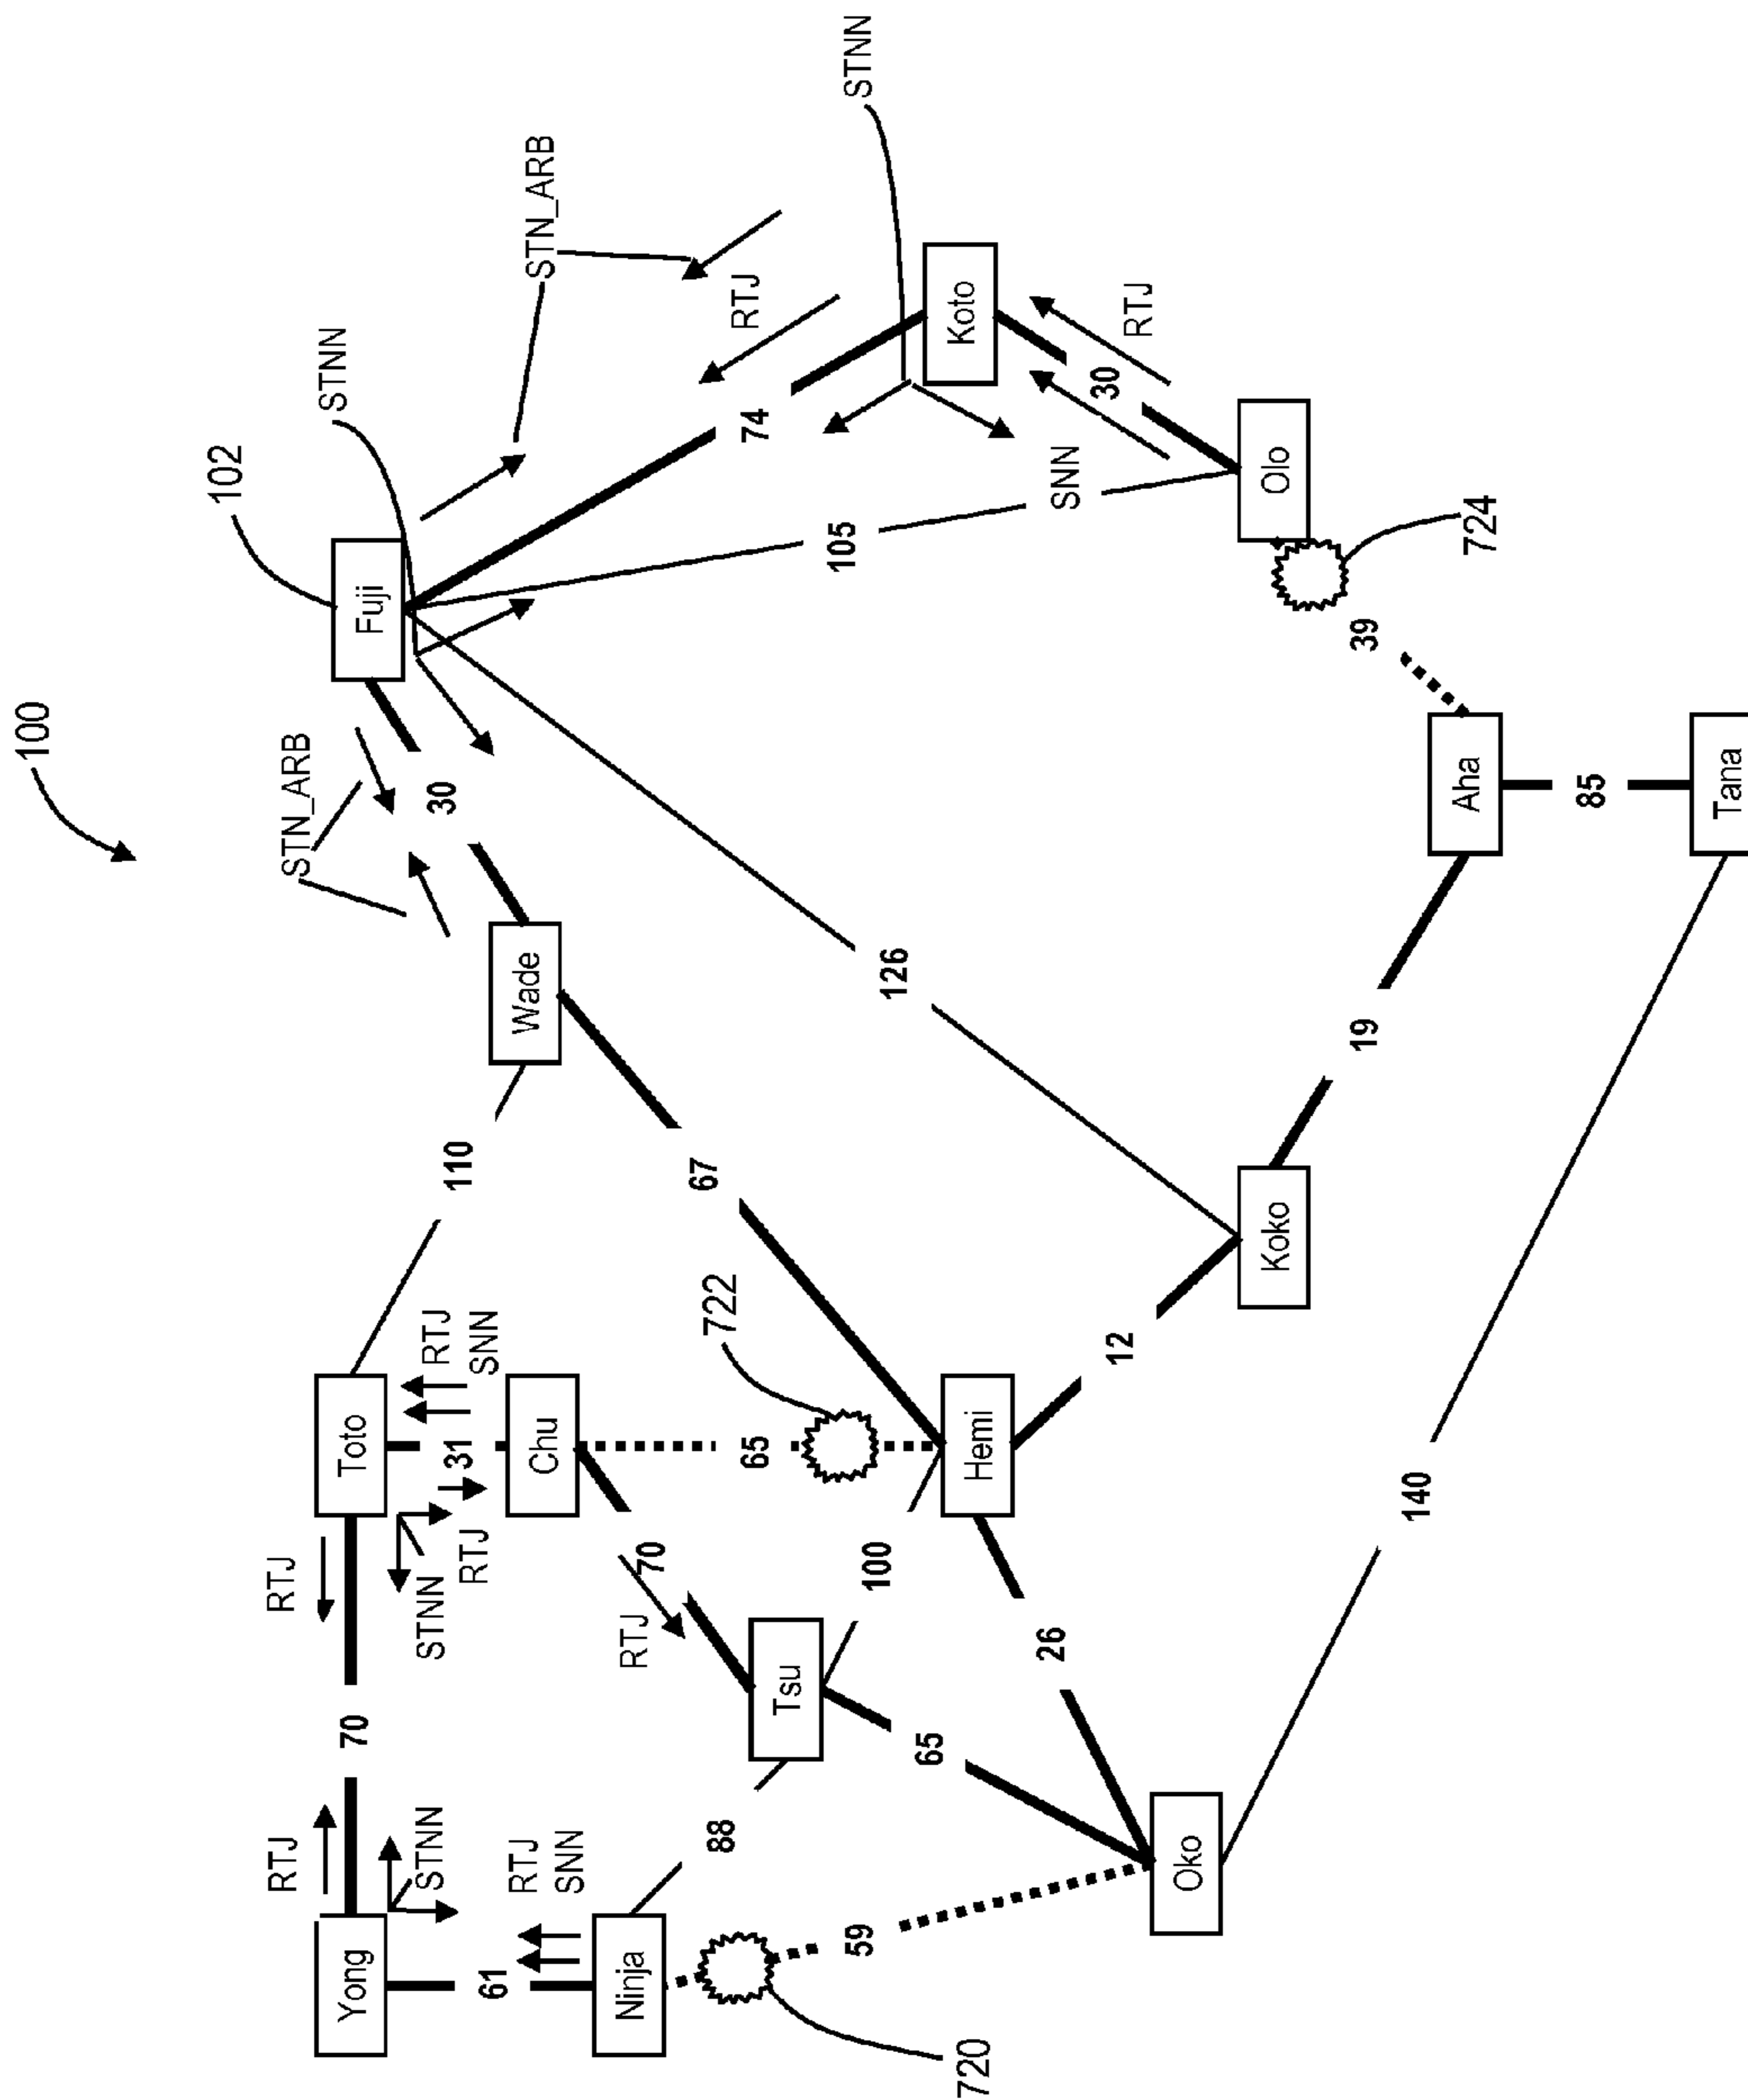 100
102
Fuji
STNN
STN_ARB
STN_ARB
30
74
RTJ
STNN
Koto
RTJ
30
SNN
105
Olo
724
39
Aha
85
Tana
Wade
110
67
126
19
Koko
12
722
Toto
RTJ
SNN
31
Chu
65
Hemi
RTJ
STNN
RTJ
70
RTJ
70
100
Tsu
26
140
65
RTJ
STNN
Yong
61
RTJ
SNN
Ninja
88
59
Oko
720